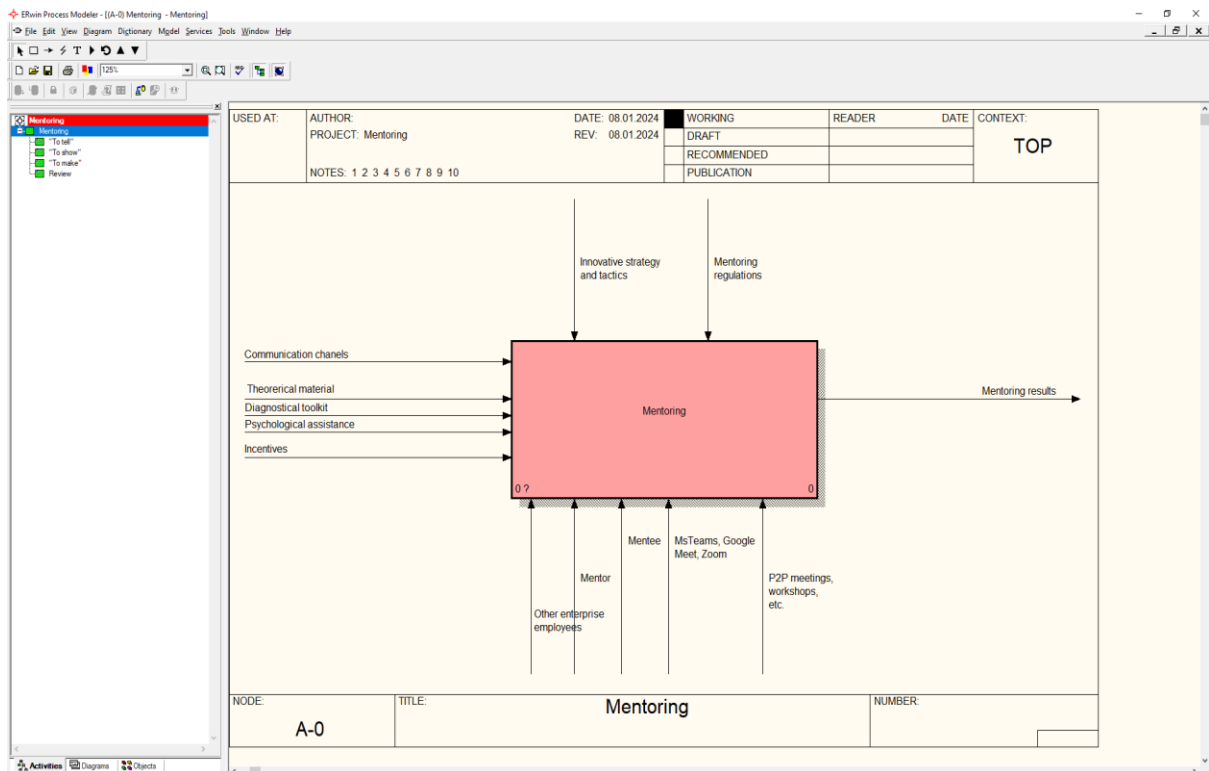 ERwin Process Modeler - [(A-0) Mentoring - Mentoring]
File Edit View Diagram Dictionary Model Services Tools Window Help
125%
Mentoring
Mentoring
"To tell"
"To show"
"To make"
Review
USED AT:
AUTHOR:
DATE: 08.01.2024
WORKING
READER
DATE
CONTEXT:
PROJECT: Mentoring
REV: 08.01.2024
DRAFT
TOP
RECOMMENDED
NOTES: 1 2 3 4 5 6 7 8 9 10
PUBLICATION
Innovative strategy
and tactics
Mentoring
regulations
Communication chanels
Theorerical material
Diagnostical toolkit
Psychological assistance
Incentives
Mentoring
0 ?
0
Mentoring results
Mentee
MsTeams, Google
Meet, Zoom
Mentor
P2P meetings,
workshops,
etc.
Other enterprise
employees
NODE:
TITLE:
NUMBER:
A-0
Mentoring
Activities
Diagrams
Objects